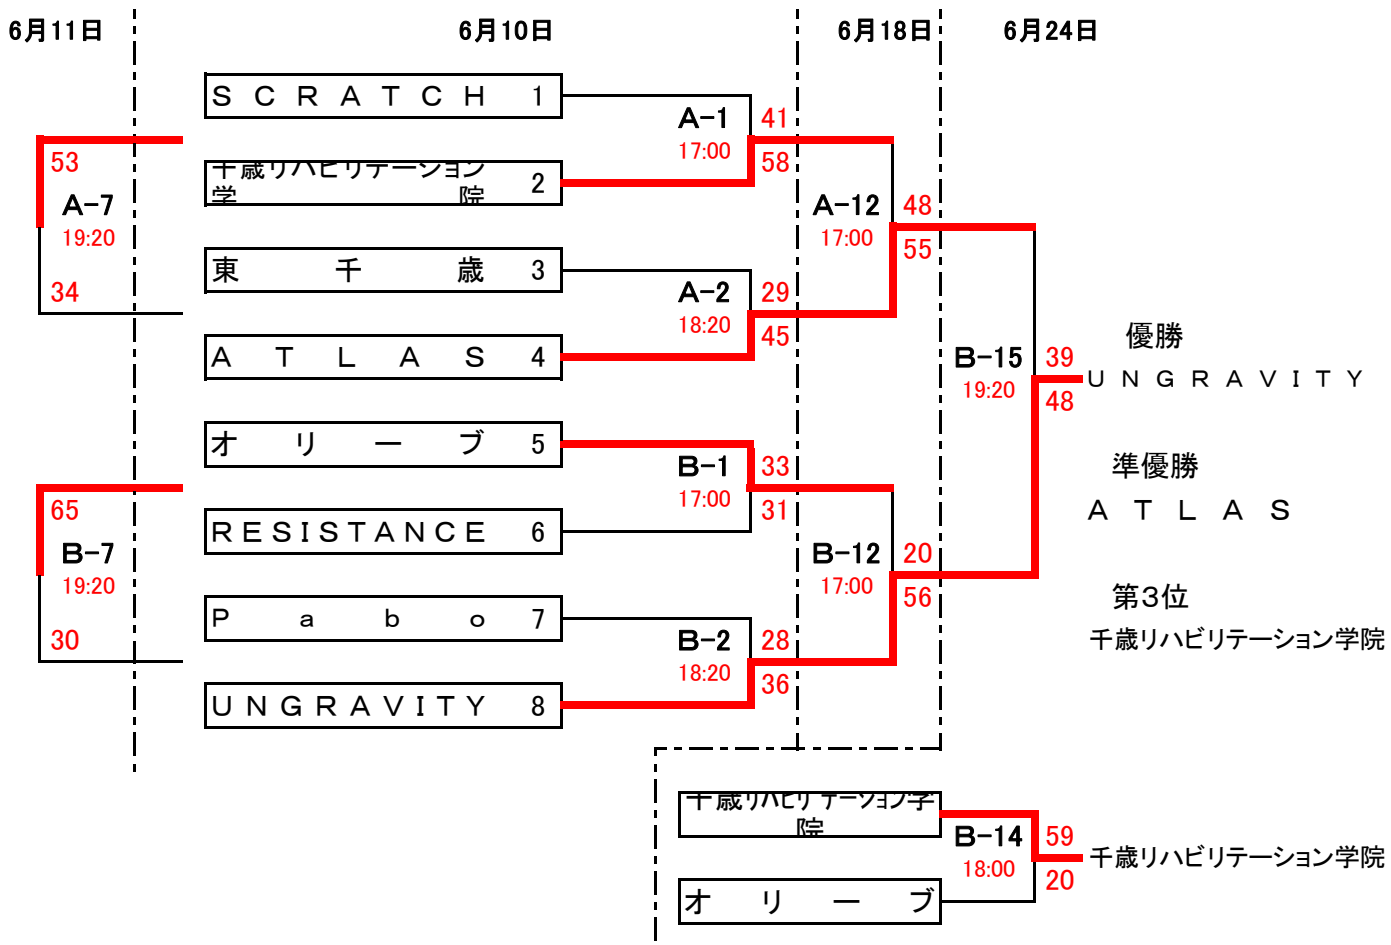 6月11日 6月10日 6月18日 6月24日
ＳＣＲＡＴＣＨ 1
A-1 41
17:00 58
53
千歳リハビリテーション
学院 2
A-7
19:20
A-12 48
17:00 55
東千歳 3
34
A-2 29
18:20 45
ＡＴＬＡＳ 4
優勝
B-15 39
19:20 48
ＵＮＧＲＡＶＩＴＹ
オリーブ 5
B-1 33
17:00 31
準優勝
ＡＴＬＡＳ
65
ＲＥＳＩＳＴＡＮＣＥ 6
B-7
19:20
B-12 20
17:00 56
第３位
千歳リハビリテーション学院
Ｐａｂｏ 7
30
B-2 28
18:20 36
ＵＮＧＲＡＶＩＴＹ 8
千歳リハビリテーション学
院
B-14 59
18:00 20
千歳リハビリテーション学院
オリーブ